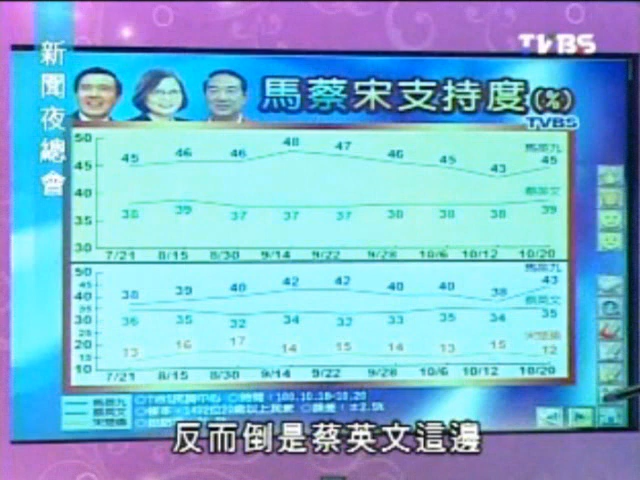 新聞夜總會
TVBS
馬蔡宋支持度(%)
TVBS
50
45
40
35
30
45 46 46 48 47 46 45 43 45
馬英九
38 39 37 37 37 38 38 38 39
蔡英文
7/21 8/15 8/30 9/14 9/22 9/28 10/6 10/12 10/20
50
45
40
35
30
25
20
15
10
38 39 40 42 42 40 40 38 43
馬英九
36 35 32 34 33 33 35 34 35
蔡英文
13 16 17 14 15 14 13 15 12
宋楚瑜
7/21 8/15 8/30 9/14 9/22 9/28 10/6 10/12 10/20
馬英九
蔡英文
宋楚瑜
反而倒是蔡英文這邊